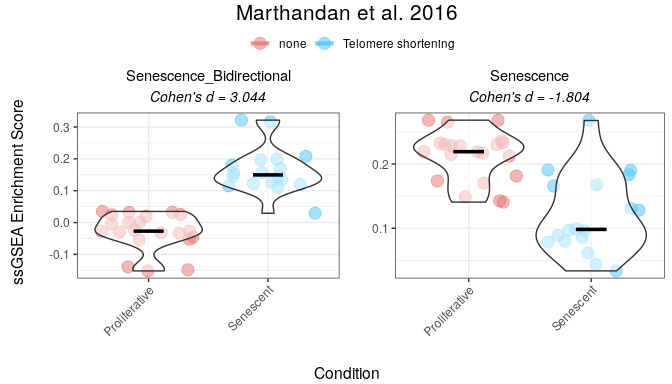 Marthandan et al. 2016
none Telomere shortening
Senescence_Bidirectional
Cohen's d = 3.044
Senescence
Cohen's d = -1.804
ssGSEA Enrichment Score
0.3
0.2
0.1
0.0
-0.1
0.2
0.1
Proliferative
Senescent
Proliferative
Senescent
Condition